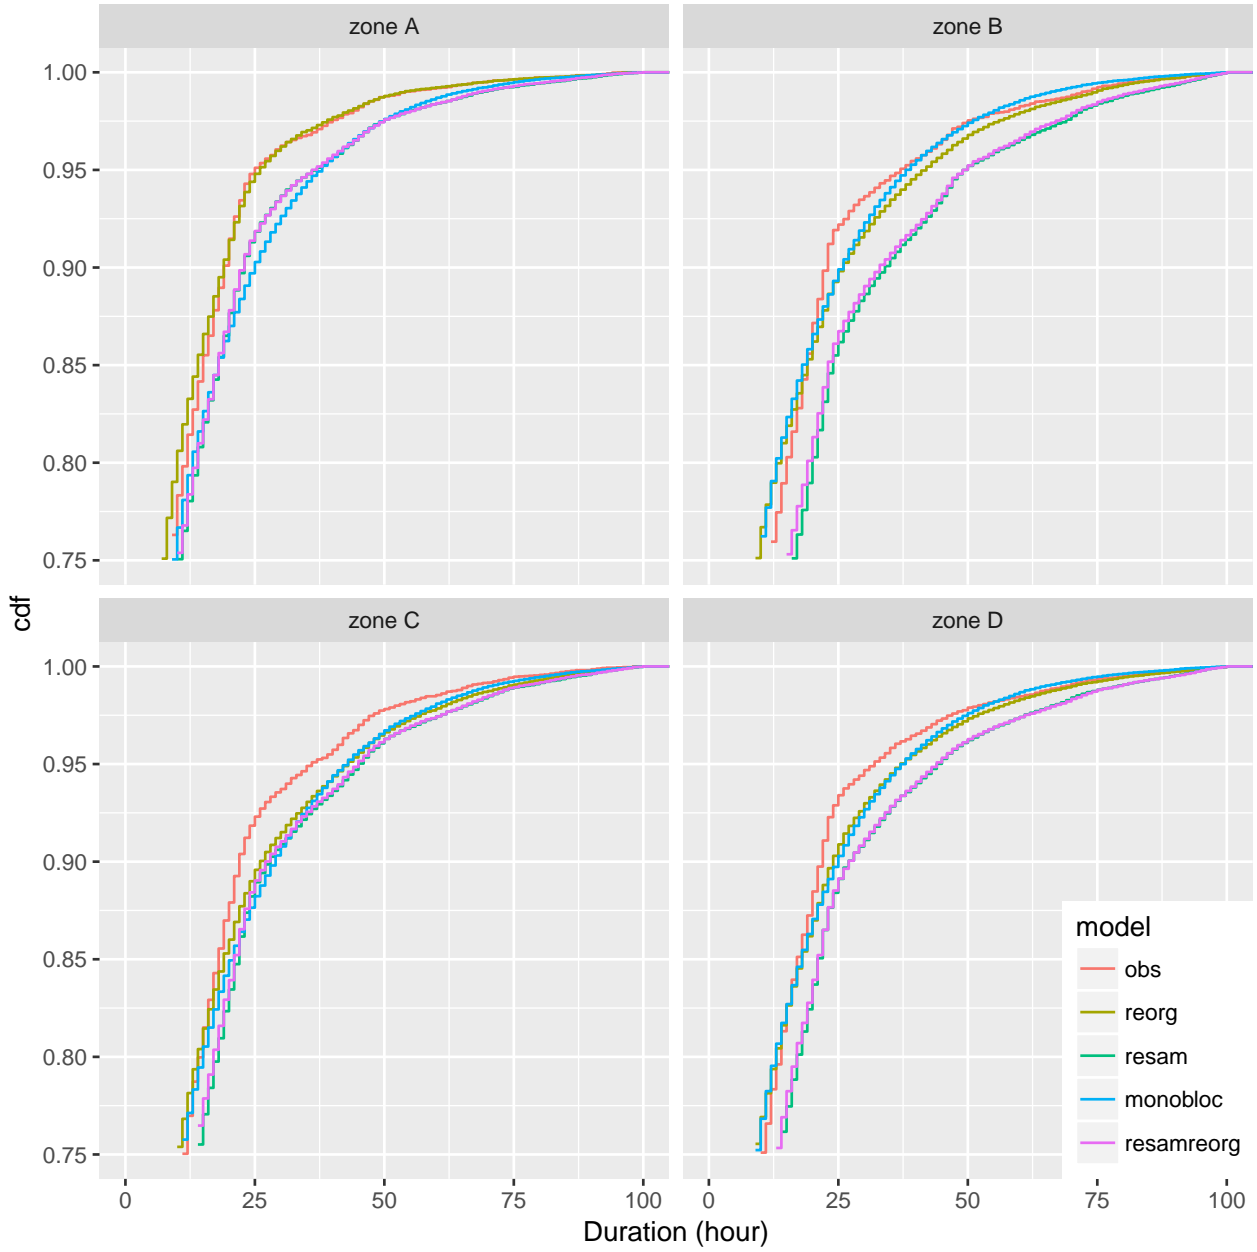 zone A
zone B
1.00
0.95
0.90
0.85
0.80
0.75
zone C
zone D
1.00
0.95
0.90
0.85
0.80
0.75
cdf
0 25 50 75 100
0 25 50 75 100
Duration (hour)
model
obs
reorg
resam
monobloc
resamreorg